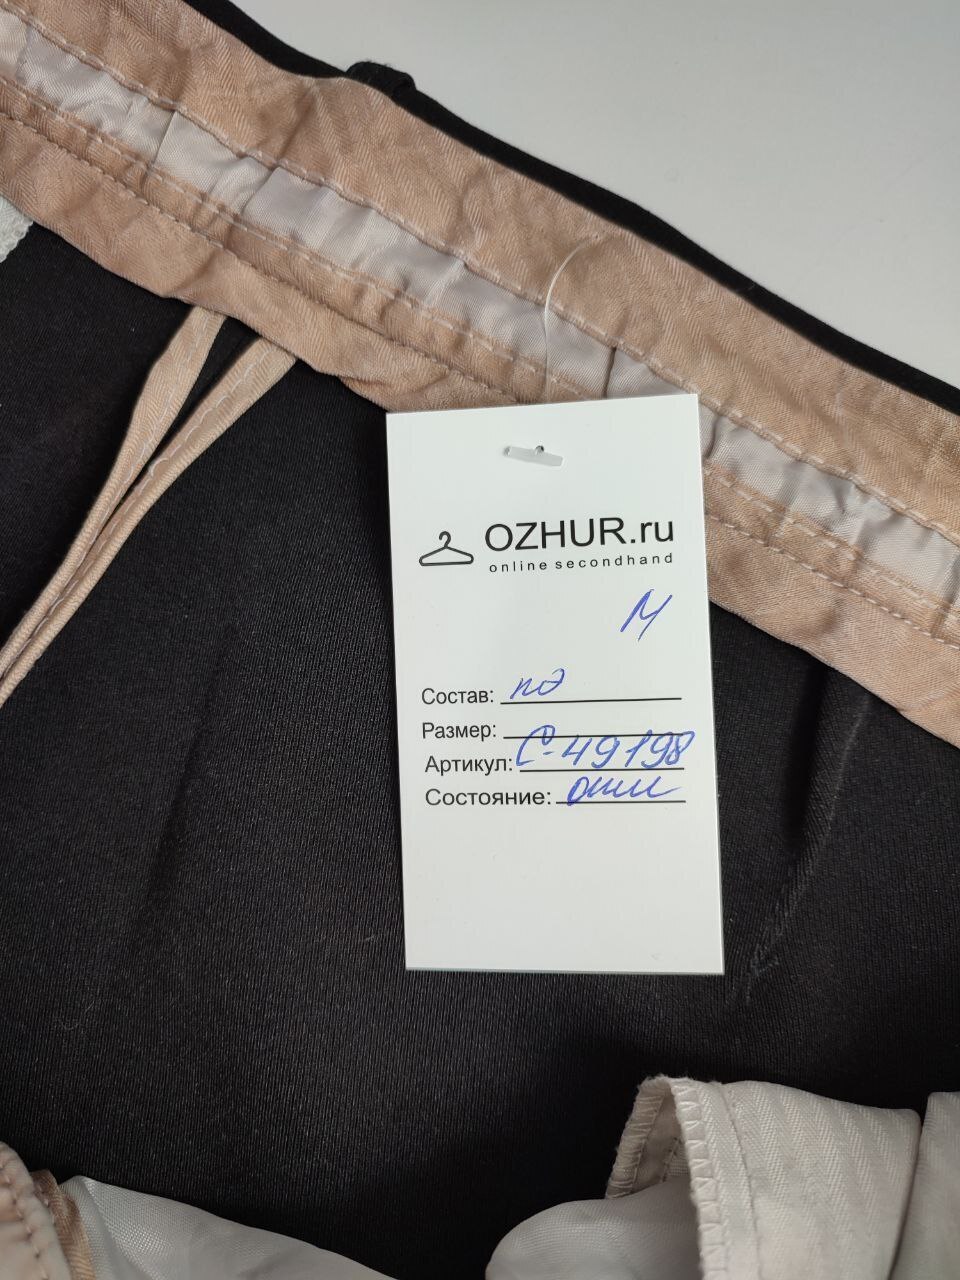 OZHUR.ru
online secondhand
М
Состав: пэ
Размер:
Артикул: С-49198
Состояние: отл